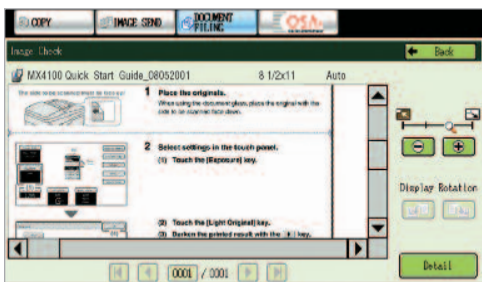 COPY
IMAGE SEND
DOCUMENT FILING
OSA
Image Check
Back
MX4100 Quick Start Guide_08052001 8 1/2x11 Auto
1 Place the originals.
When using the document glass, place the original with the
side to be scanned face down.
2 Select settings in the touch panel.
(1) Touch the [Exposure] key.
(2) Touch the [Light Original] key.
(3) Darken the printed result with the [+] key.
Display Rotation
0001 / 0001
Detail